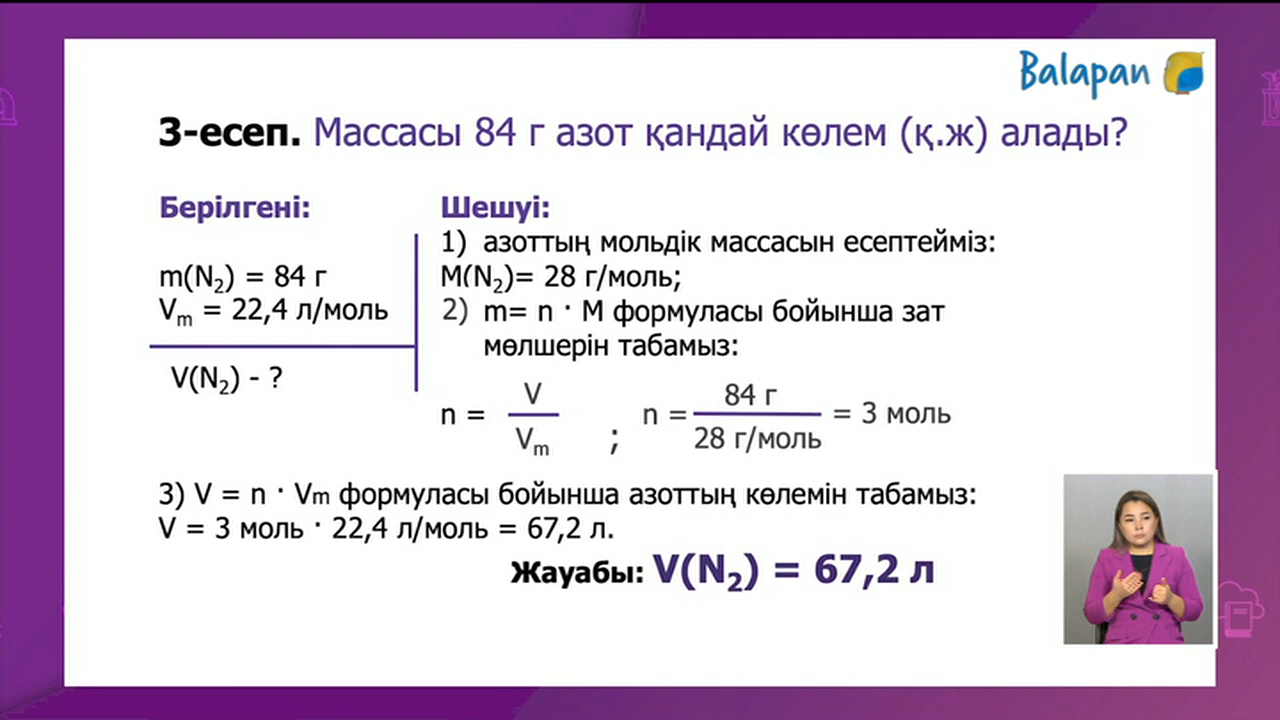 Balapan
3-есеп. Массасы 84 г азот қандай көлем (қ.ж) алады?
Берілгені:
m(N₂) = 84 г
Vₘ = 22,4 л/моль
V(N₂) - ?
Шешуі:
1) азоттың мольдік массасын есептейміз:
M(N₂)= 28 г/моль;
2) m= n · M формуласы бойынша зат
мөлшерін табамыз:
n = V / Vₘ ; n = 84 г / 28 г/моль = 3 моль
3) V = n · Vm формуласы бойынша азоттың көлемін табамыз:
V = 3 моль · 22,4 л/моль = 67,2 л.
Жауабы: V(N₂) = 67,2 л